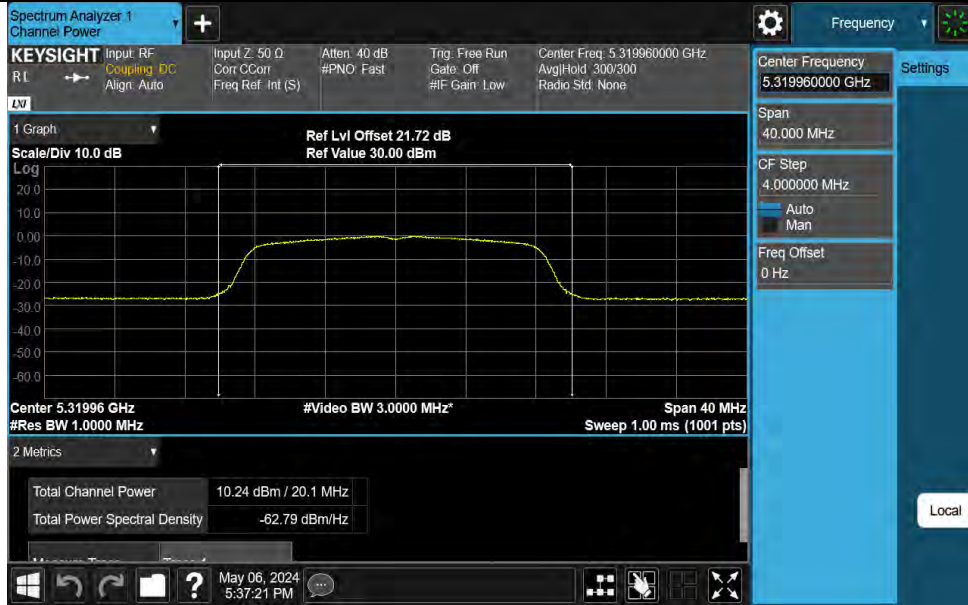 Spectrum Analyzer 1
Channel Power
Frequency
KEYSIGHT
Input: RF
Coupling: DC
Align: Auto
Input Z: 50 Ω
Corr CCorr
Freq Ref: Int (S)
Atten: 40 dB
#PNO: Fast
Trig: Free Run
Gate: Off
#IF Gain: Low
Center Freq: 5.319960000 GHz
Avg|Hold: 300/300
Radio Std: None
LXI
Center Frequency
5.319960000 GHz
Settings
Span
40.000 MHz
CF Step
4.000000 MHz
Auto
Man
Freq Offset
0 Hz
1 Graph
Scale/Div 10.0 dB
Ref Lvl Offset 21.72 dB
Ref Value 30.00 dBm
Log
20.0
10.0
0.00
-10.0
-20.0
-30.0
-40.0
-50.0
-60.0
Center 5.31996 GHz
#Video BW 3.0000 MHz*
Span 40 MHz
#Res BW 1.0000 MHz
Sweep 1.00 ms (1001 pts)
2 Metrics
Total Channel Power
10.24 dBm / 20.1 MHz
Total Power Spectral Density
-62.79 dBm/Hz
Local
?
May 06, 2024
5:37:21 PM